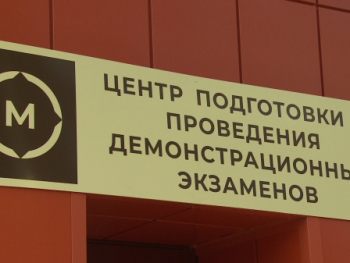 М
ЦЕНТР ПОДГОТОВКИ
ПРОВЕДЕНИЯ
ДЕМОНСТРАЦИОННЫ
ЭКЗАМЕНОВ